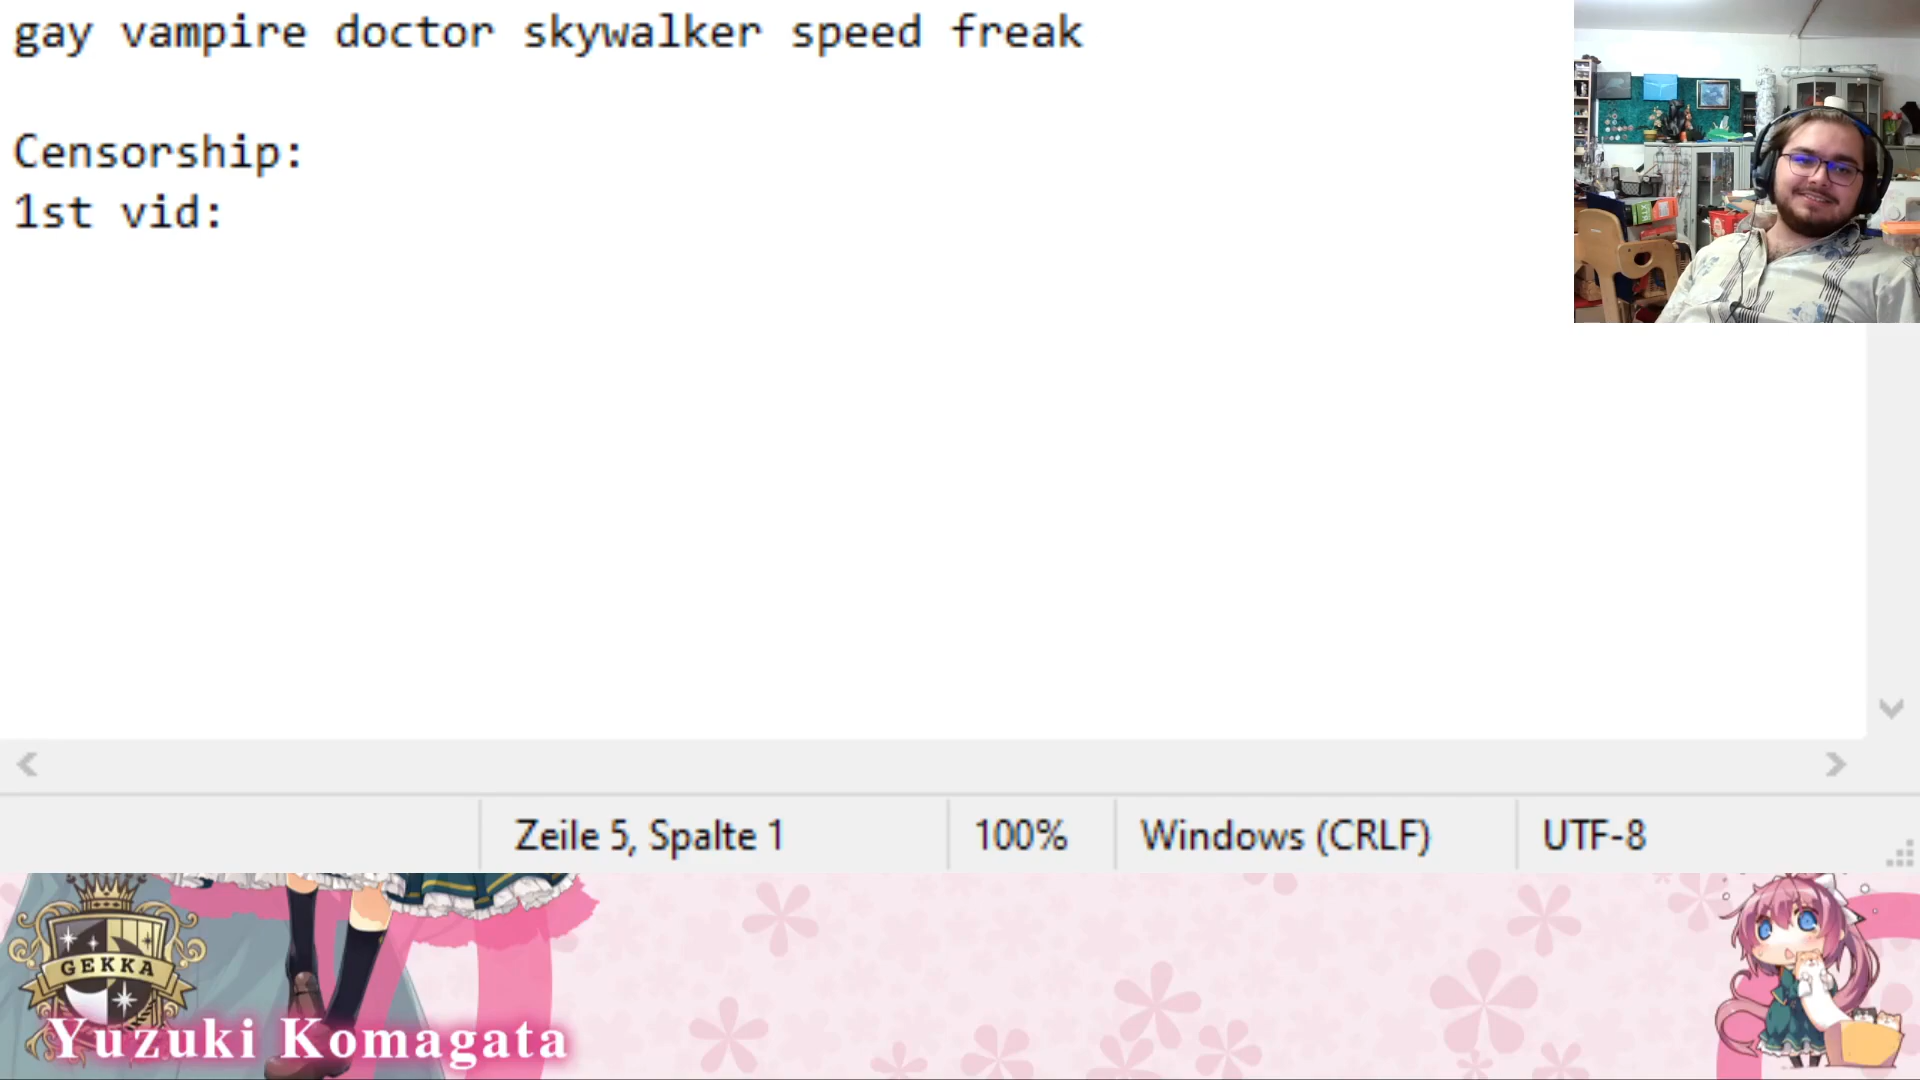 gay vampire doctor skywalker speed freak
Censorship:
1st vid:
Zeile 5, Spalte 1
100%
Windows (CRLF)
UTF-8
GEKKA
Yuzuki Komagata